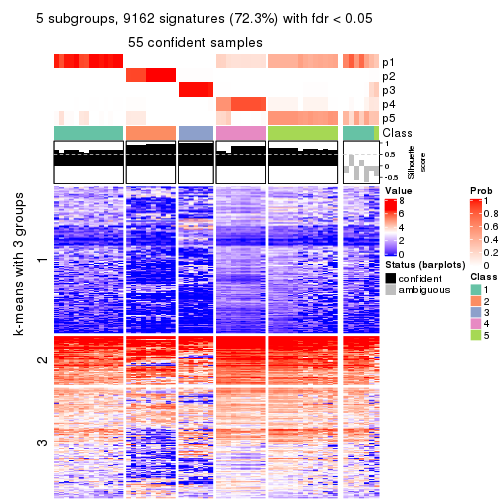 5 subgroups, 9162 signatures (72.3%) with fdr < 0.05
55 confident samples
p1
p2
p3
p4
p5
Class
1
0.5
0
-0.5
Silhouette
score
k-means with 3 groups
1
2
3
Value
8
6
4
2
0
Status (barplots)
confident
ambiguous
Prob
1
0.8
0.6
0.4
0.2
0
Class
1
2
3
4
5